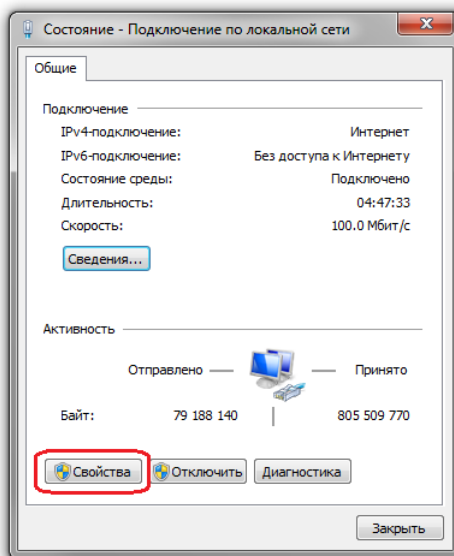 Состояние - Подключение по локальной сети
Общие
Подключение
IPv4-подключение: Интернет
IPv6-подключение: Без доступа к Интернету
Состояние среды: Подключено
Длительность: 04:47:33
Скорость: 100.0 Мбит/с
Сведения...
Активность
Отправлено — — Принято
Байт: 79 188 140 | 805 509 770
Свойства Отключить Диагностика
Закрыть